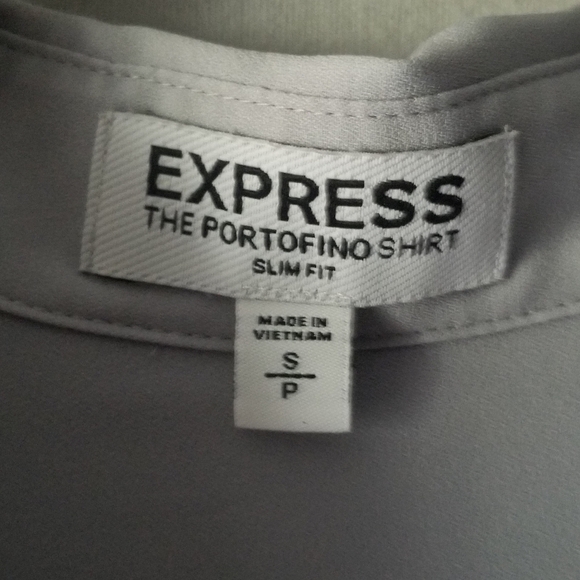 EXPRESS
THE PORTOFINO SHIRT
SLIM FIT
MADE IN
VIETNAM
S
P